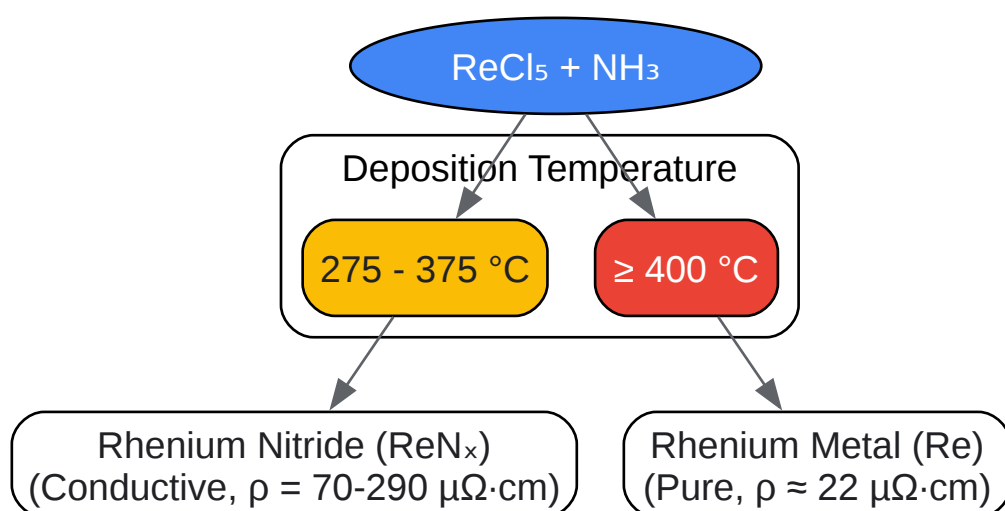 ReCl₅ + NH₃
Deposition Temperature
275 - 375 °C
≥ 400 °C
Rhenium Nitride (ReNₓ)
(Conductive, ρ = 70-290 µΩ·cm)
Rhenium Metal (Re)
(Pure, ρ ≈ 22 µΩ·cm)